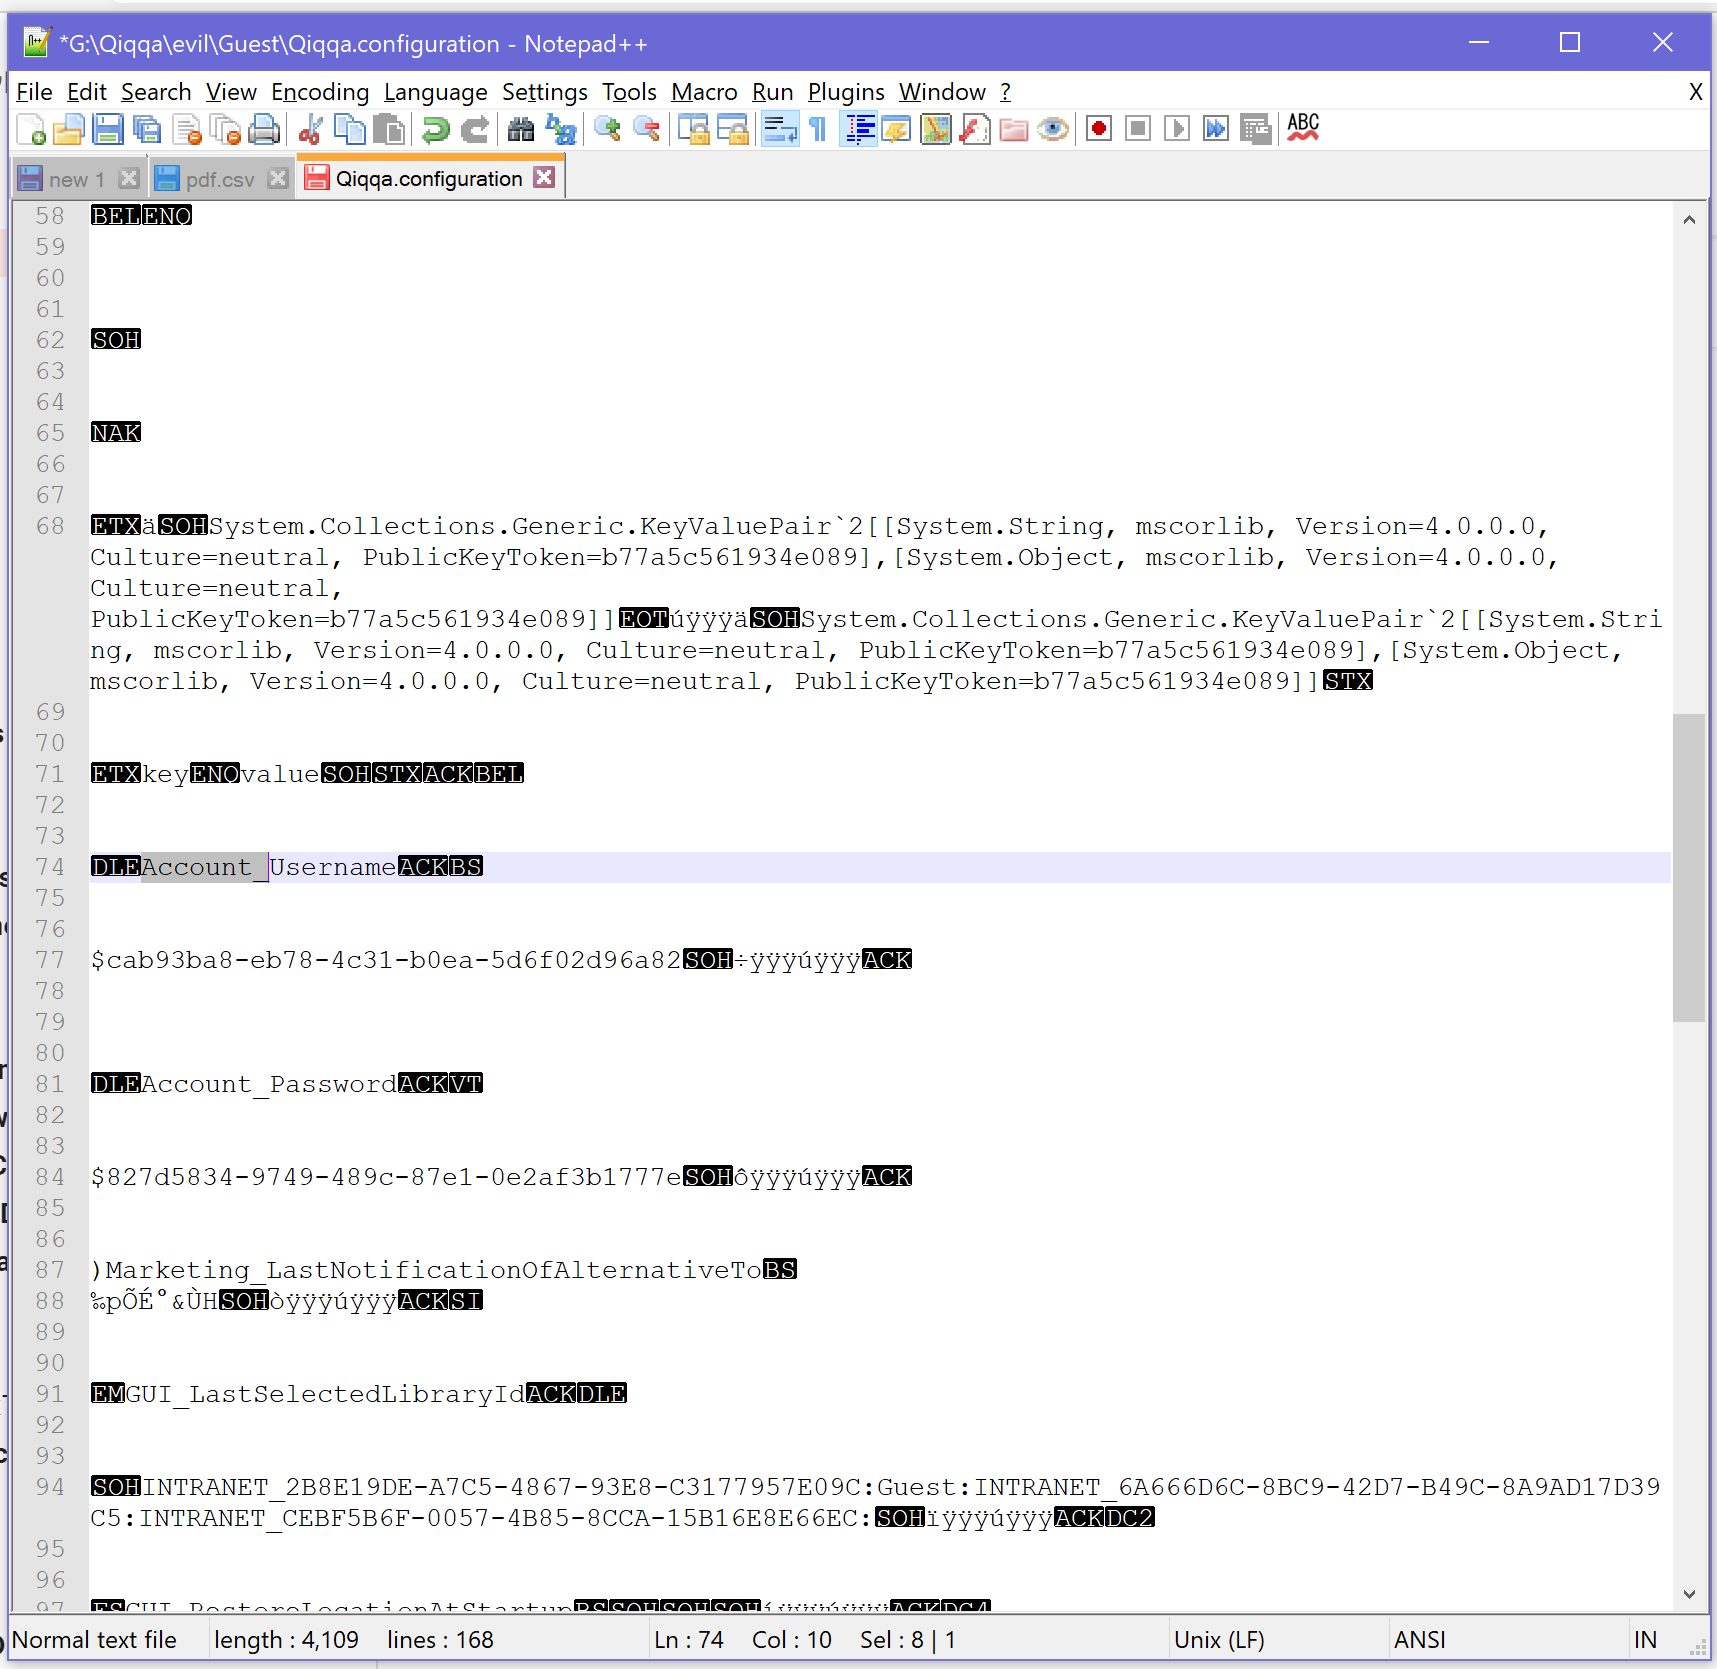 *G:\Qiqqa\evil\Guest\Qiqqa.configuration - Notepad++
File Edit Search View Encoding Language Settings Tools Macro Run Plugins Window ? X
ABC
new 1 pdf.csv Qiqqa.configuration
58 BELENQ
59
60
61
62 SOH
63
64
65 NAK
66
67
68 ETXäSOHSystem.Collections.Generic.KeyValuePair`2[[System.String, mscorlib, Version=4.0.0.0,
Culture=neutral, PublicKeyToken=b77a5c561934e089],[System.Object, mscorlib, Version=4.0.0.0,
Culture=neutral,
PublicKeyToken=b77a5c561934e089]]EOTúÿÿÿäSOHSystem.Collections.Generic.KeyValuePair`2[[System.Stri
ng, mscorlib, Version=4.0.0.0, Culture=neutral, PublicKeyToken=b77a5c561934e089],[System.Object,
mscorlib, Version=4.0.0.0, Culture=neutral, PublicKeyToken=b77a5c561934e089]]STX
69
70
71 ETXkeyENQvalueSOHSTXACKBEL
72
73
74 DLEAccount_UsernameACKBS
75
76
77 $cab93ba8-eb78-4c31-b0ea-5d6f02d96a82SOH÷ÿÿÿúÿÿÿACK
78
79
80
81 DLEAccount_PasswordACKVT
82
83
84 $827d5834-9749-489c-87e1-0e2af3b1777eSOHôÿÿÿúÿÿÿACK
85
86
87 )Marketing_LastNotificationOfAlternativeToBS
88 ‰pÕÉ°&ÙHSOHòÿÿÿúÿÿÿACKSI
89
90
91 EMGUI_LastSelectedLibraryIdACKDLE
92
93
94 SOHINTRANET_2B8E19DE-A7C5-4867-93E8-C3177957E09C:Guest:INTRANET_6A666D6C-8BC9-42D7-B49C-8A9AD17D39
C5:INTRANET_CEBF5B6F-0057-4B85-8CCA-15B16E8E66EC:SOHïÿÿÿúÿÿÿACKDC2
95
96
97 FSGUI_RestoreLocationAtStartupBSSOHSOHSOHíÿÿÿúÿÿÿACKDC4
Normal text file length : 4,109 lines : 168 Ln : 74 Col : 10 Sel : 8 | 1 Unix (LF) ANSI IN